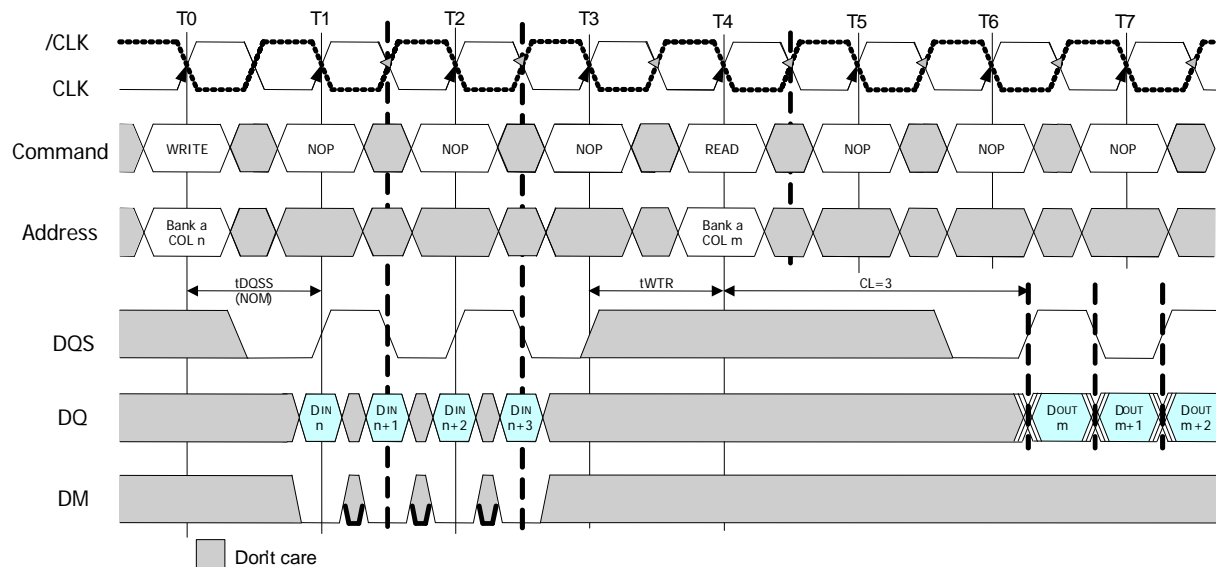 T0 T1 T2 T3 T4 T5 T6 T7
/CLK
CLK
Command WRITE NOP NOP NOP READ NOP NOP NOP
Address Bank a COL n Bank a COL m
tDQSS (NOM) tWTR CL=3
DQS
DQ DIN n DIN n+1 DIN n+2 DIN n+3 DOUT m DOUT m+1 DOUT m+2
DM
Don't care